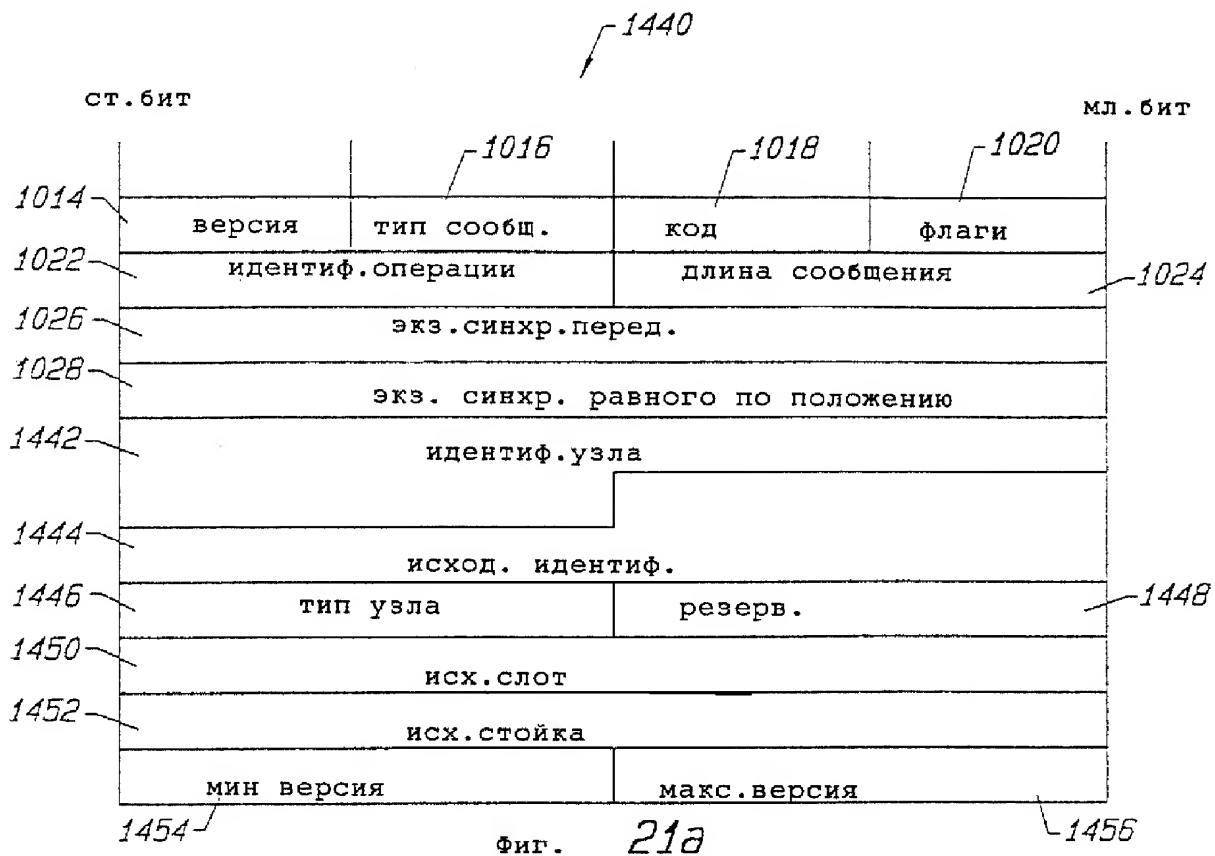 1440
ст.бит
мл.бит
1016
1018
1020
1014
версия
тип сообщ.
код
флаги
1022
идентиф.операции
длина сообщения
1024
1026
экз.синхр.перед.
1028
экз. синхр. равного по положению
1442
идентиф.узла
1444
исход. идентиф.
1446
тип узла
резерв.
1448
1450
исх.слот
1452
исх.стойка
мин версия
макс.версия
1454
1456
Фиг. 21а